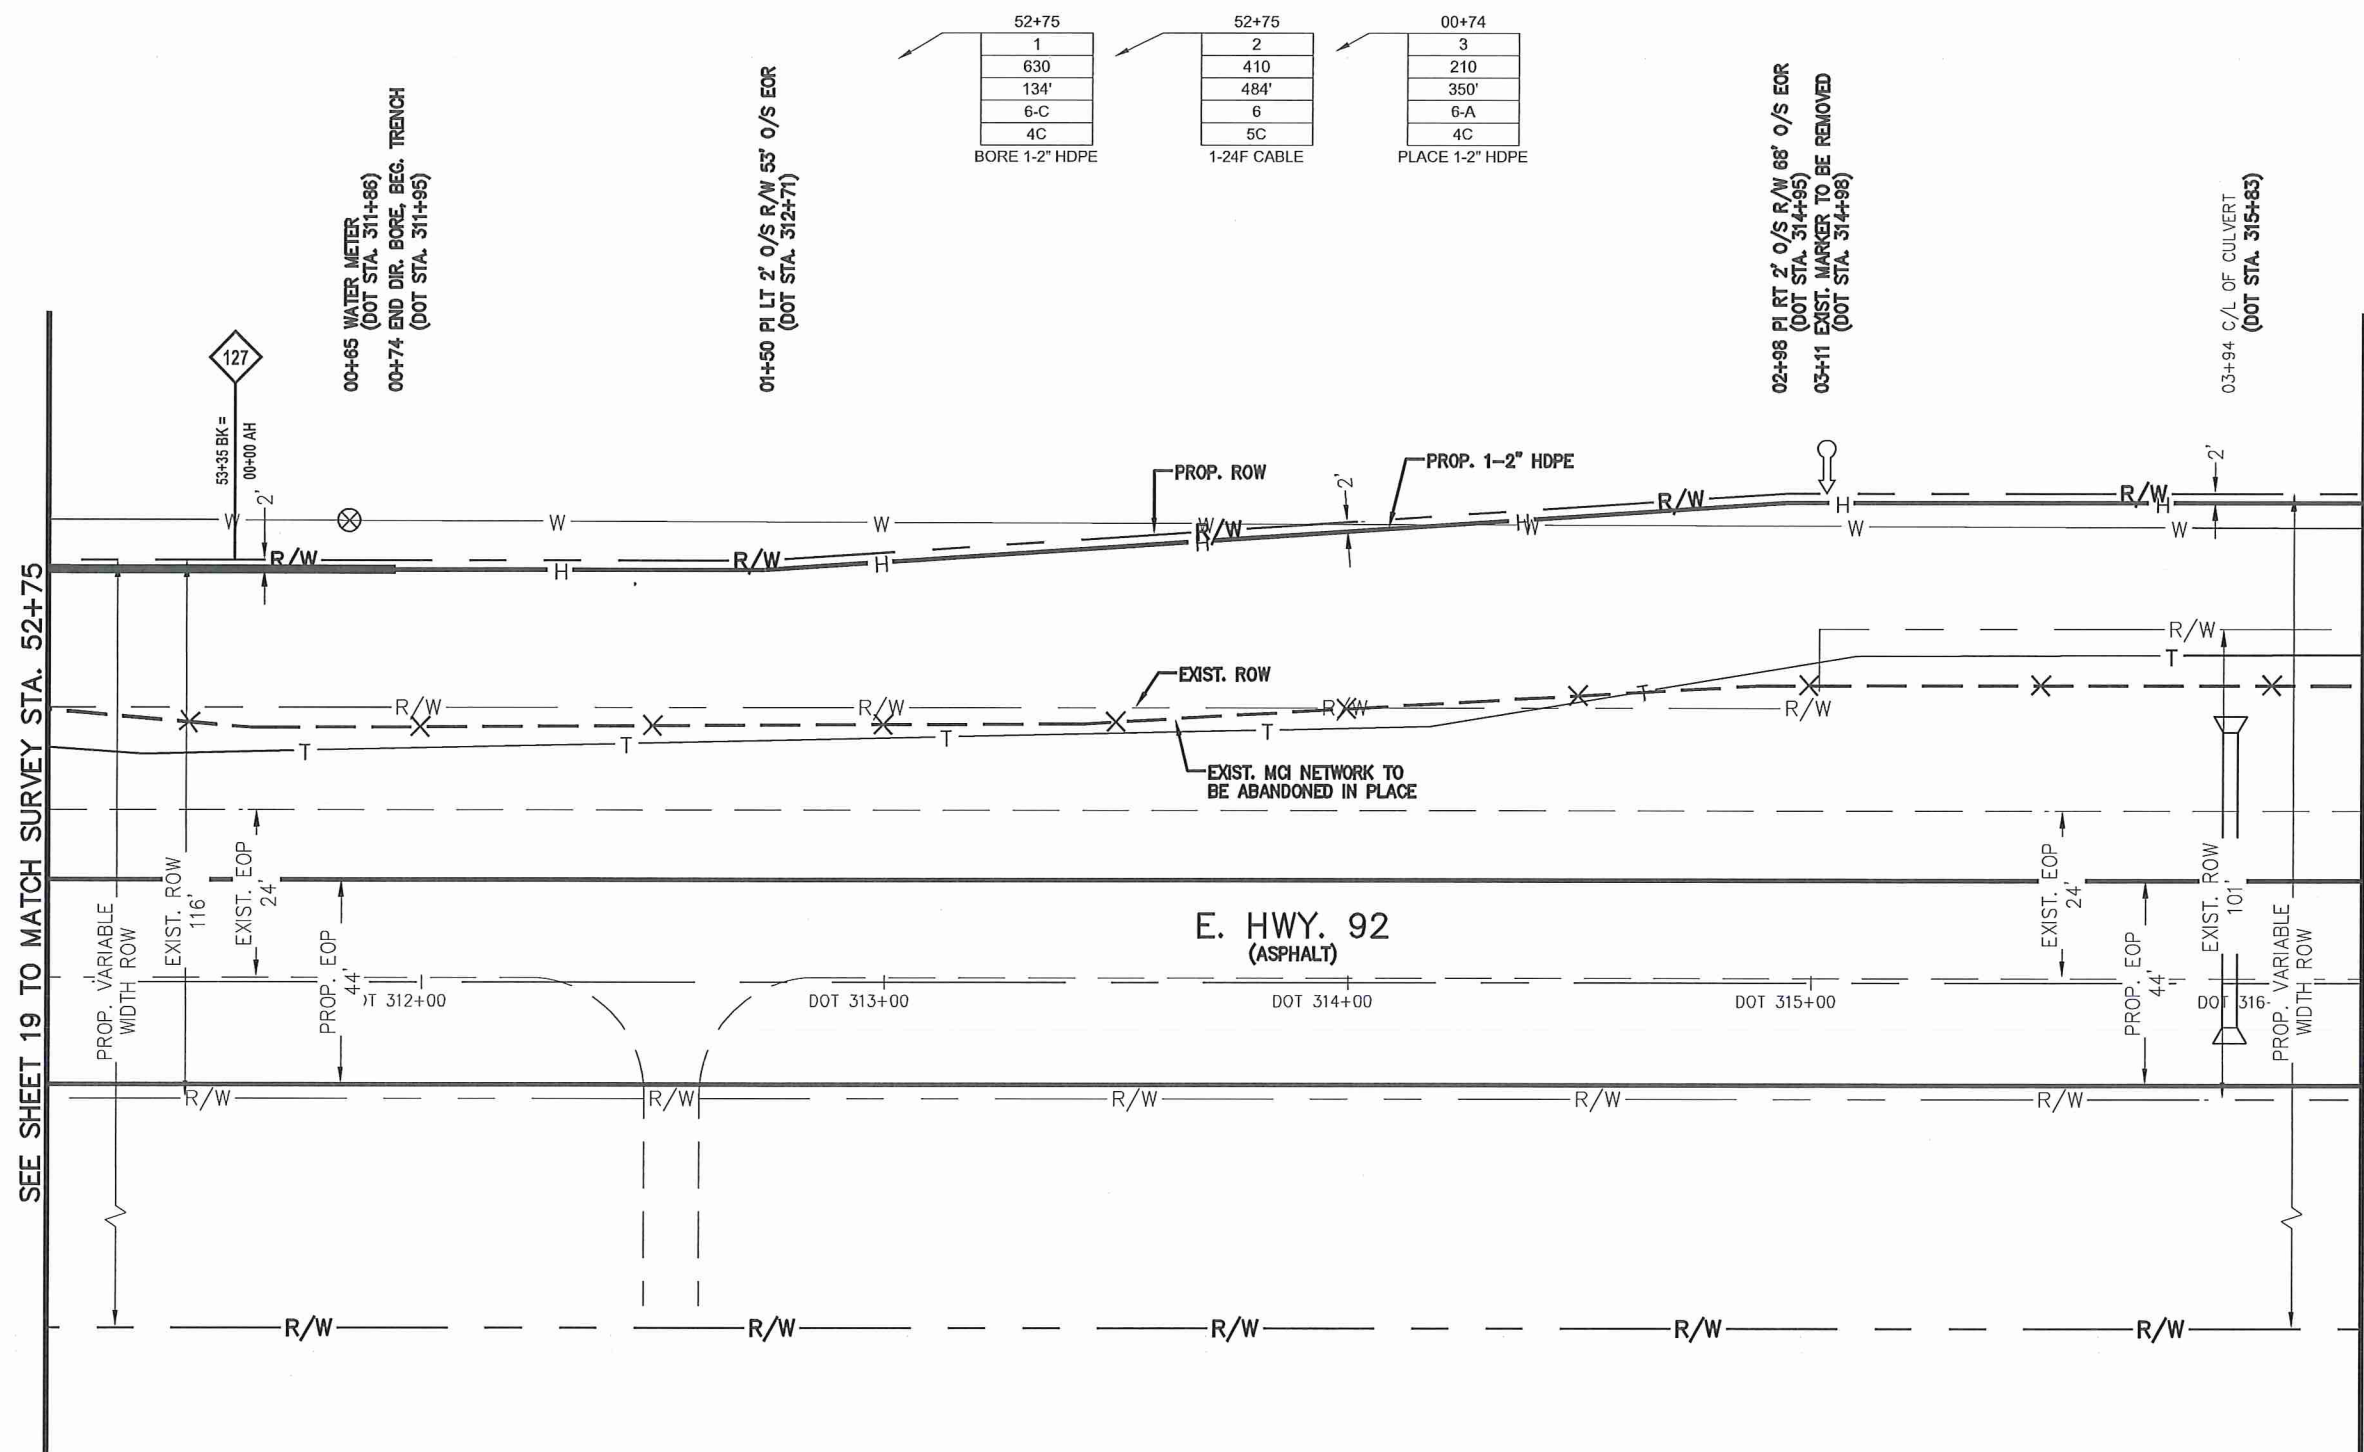 52+75
1
630
134'
6-C
4C
BORE 1-2" HDPE
52+75
2
410
484'
6
5C
1-24F CABLE
00+74
3
210
350'
6-A
4C
PLACE 1-2" HDPE
00+65 WATER METER
(DOT STA. 311+86)
00+74 END DIR. BORE, BEG. TRENCH
(DOT STA. 311+95)
01+50 PI LT 2' O/S R/W 53' O/S EOR
(DOT STA. 312+71)
02+98 PI RT 2' O/S R/W 68' O/S EOR
(DOT STA. 314+95)
03+11 EXIST. MARKER TO BE REMOVED
(DOT STA. 314+98)
03+94 C/L OF CULVERT
(DOT STA. 315+83)
127
53+35 BK =
00+00 AH
2'
PROP. ROW
2'
PROP. 1-2" HDPE
2'
W W W W W W W
R/W R/W R/W R/W R/W
H H H H H H
SEE SHEET 19 TO MATCH SURVEY STA. 52+75
R/W
T
EXIST. ROW
R/W R/W R/W R/W
T T T T T
EXIST. MCI NETWORK TO
BE ABANDONED IN PLACE
PROP. VARIABLE
WIDTH ROW
EXIST. ROW
116'
EXIST. EOP
24'
PROP. EOP
44'
E. HWY. 92
(ASPHALT)
EXIST. EOP
24'
PROP. EOP
44'
EXIST. ROW
101'
PROP. VARIABLE
WIDTH ROW
OT 312+00
DOT 313+00
DOT 314+00
DOT 315+00
DOT 316-
R/W R/W R/W R/W R/W
R/W R/W R/W R/W R/W